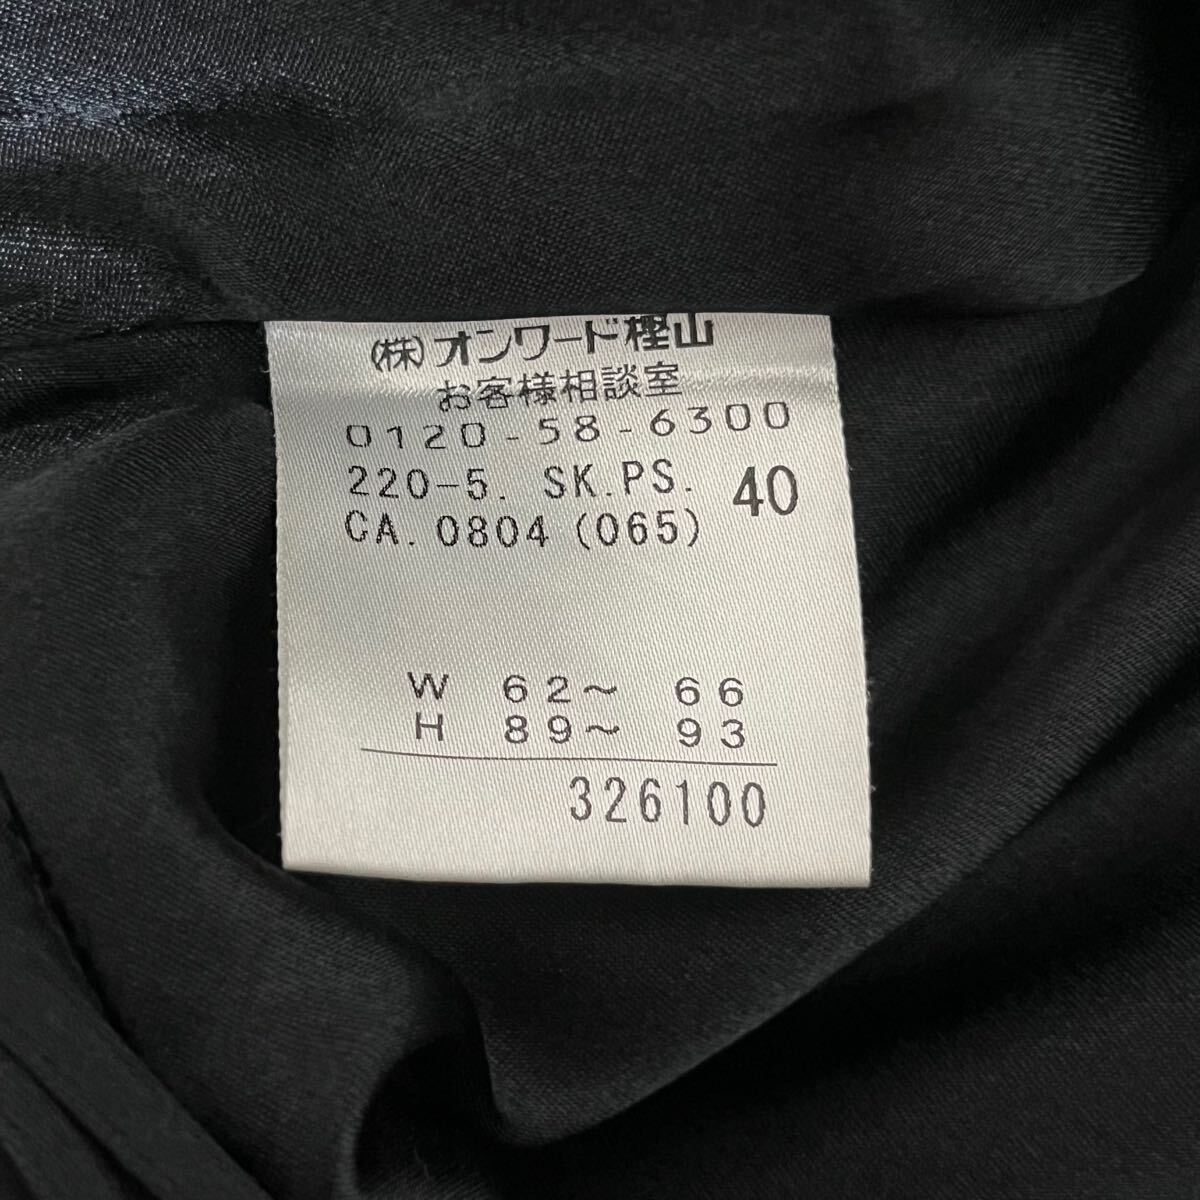 (株)オンワード樫山
お客様相談室
0120-58-6300
220-5. SK.PS. 40
CA. 0804 (065)
W 62~ 66
H 89~ 93
326100